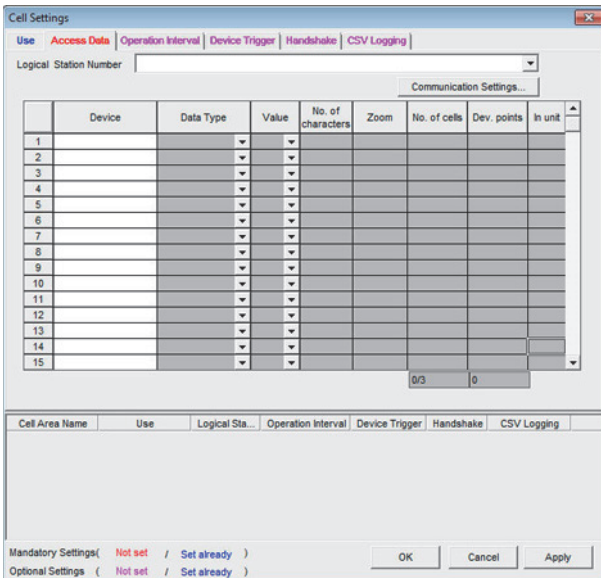 Cell Settings
Use Access Data Operation Interval Device Trigger Handshake CSV Logging
Logical Station Number
Communication Settings...
Device Data Type Value No. of characters Zoom No. of cells Dev. points In unit
1
2
3
4
5
6
7
8
9
10
11
12
13
14
15
0/3 0
Cell Area Name Use Logical Sta... Operation Interval Device Trigger Handshake CSV Logging
Mandatory Settings( Not set / Set already )
Optional Settings ( Not set / Set already )
OK Cancel Apply